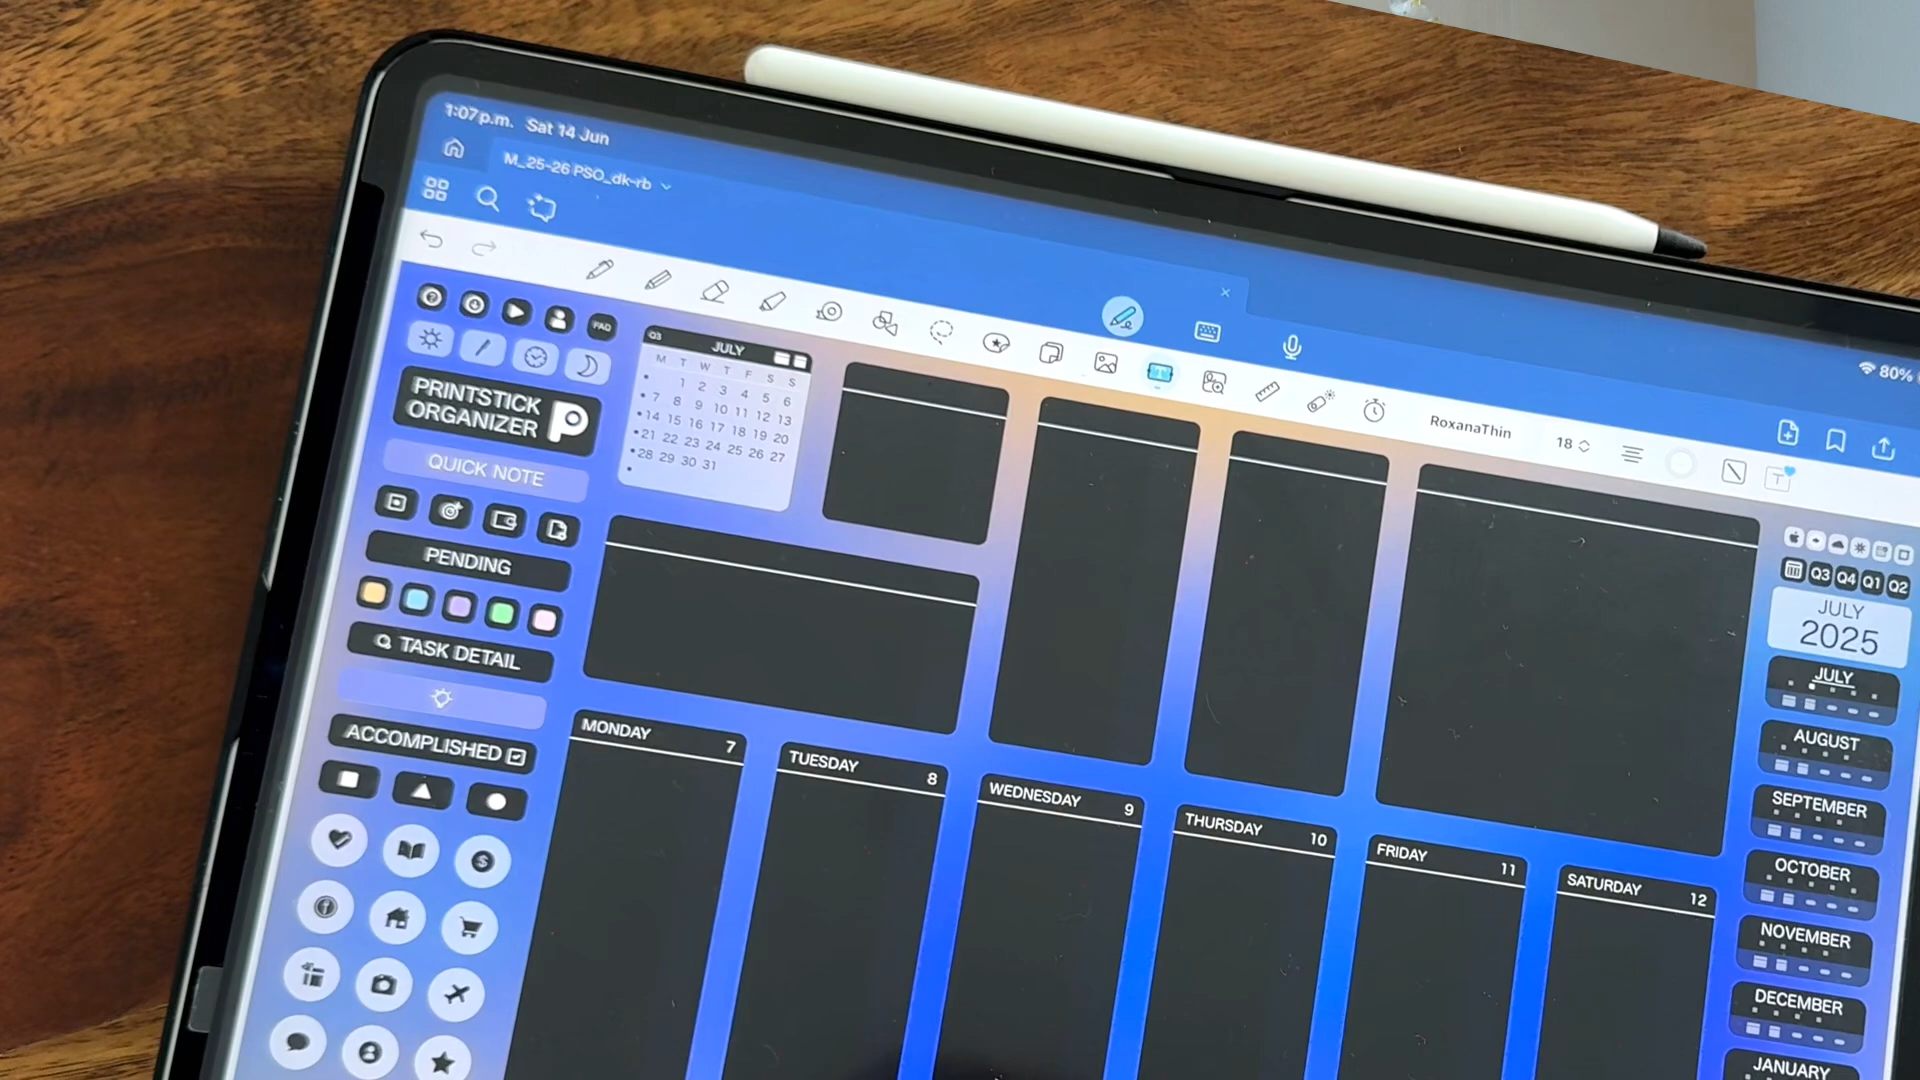 1:07p.m. Sat 14 Jun
M_25-26 PSO_dk-rb
80%
RoxanaThin
18
PAD
PRINTSTICK
ORGANIZER
QUICK NOTE
PENDING
TASK DETAIL
ACCOMPLISHED
Q3
JULY
M T W T F S S
1 2 3 4 5 6
7 8 9 10 11 12 13
14 15 16 17 18 19 20
21 22 23 24 25 26 27
28 29 30 31
MONDAY 7
TUESDAY 8
WEDNESDAY 9
THURSDAY 10
FRIDAY 11
SATURDAY 12
Q3 Q4 Q1 Q2
JULY
2025
JULY
AUGUST
SEPTEMBER
OCTOBER
NOVEMBER
DECEMBER
JANUARY